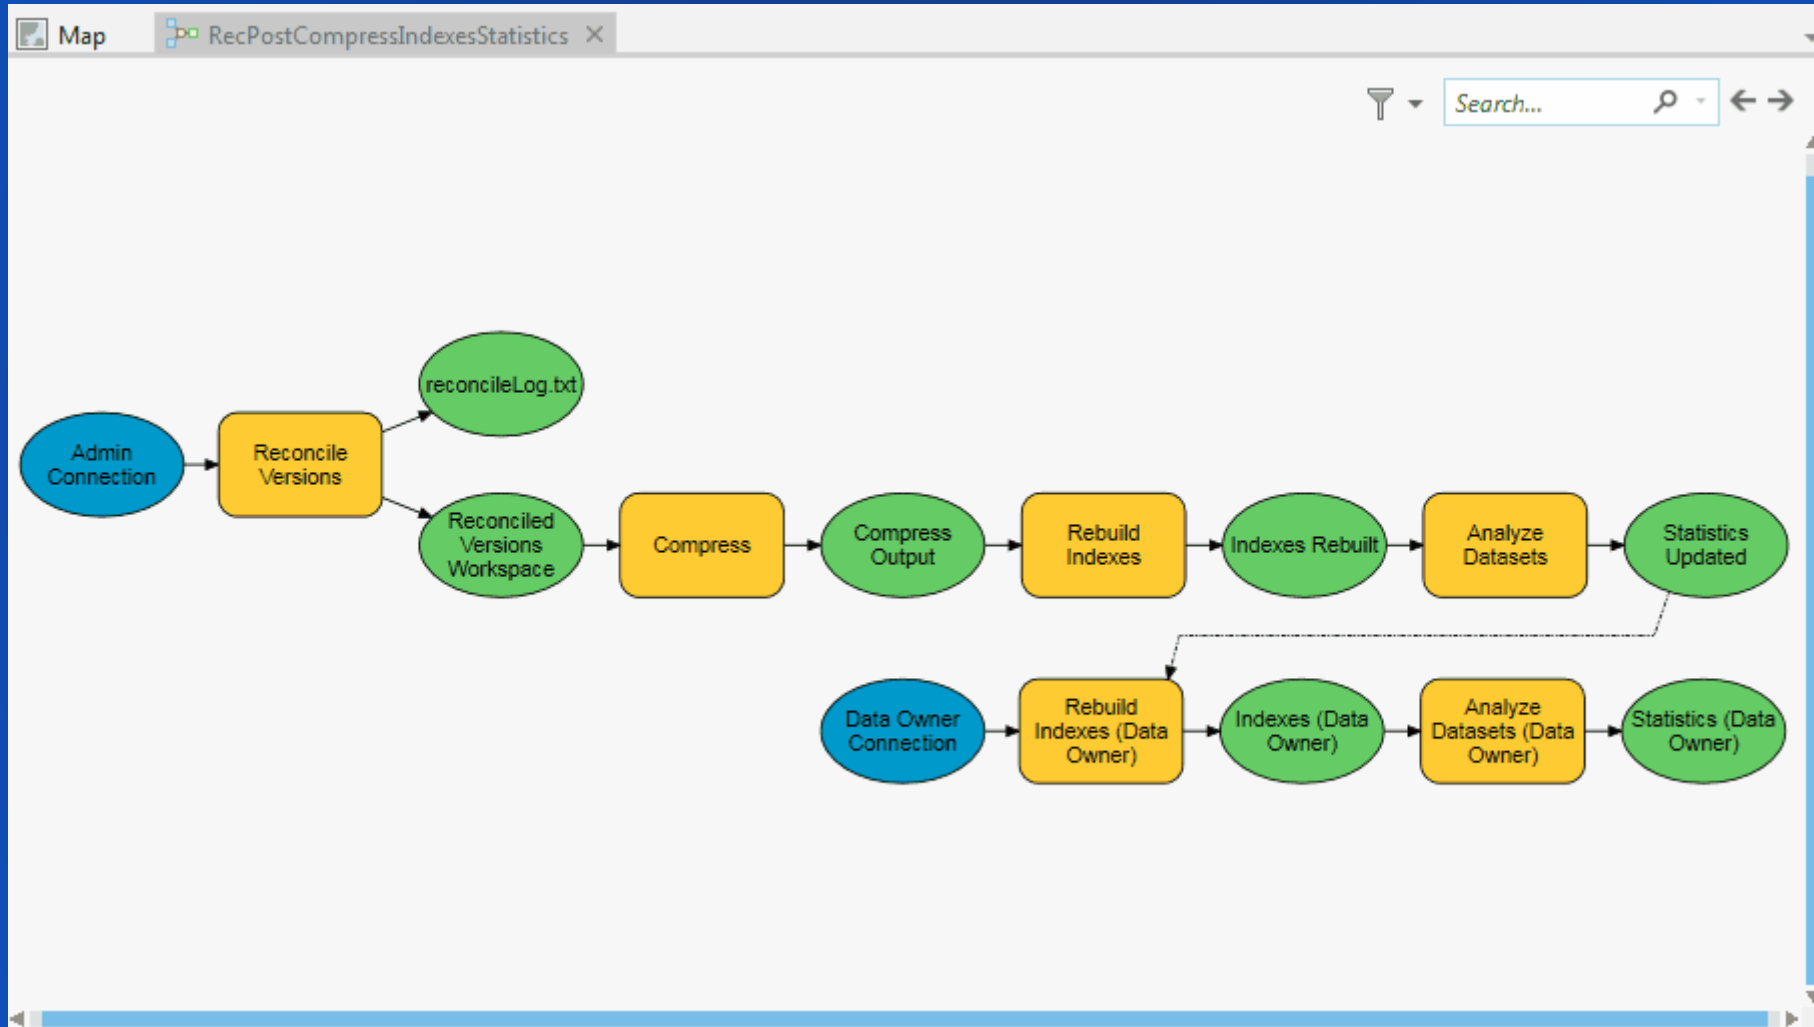 Map
RecPostCompressIndexesStatistics
Search...
reconcileLog.txt
Admin
Connection
Reconcile
Versions
Reconciled
Versions
Workspace
Compress
Compress
Output
Rebuild
Indexes
Indexes Rebuilt
Analyze
Datasets
Statistics
Updated
Data Owner
Connection
Rebuild
Indexes (Data
Owner)
Indexes (Data
Owner)
Analyze
Datasets (Data
Owner)
Statistics (Data
Owner)